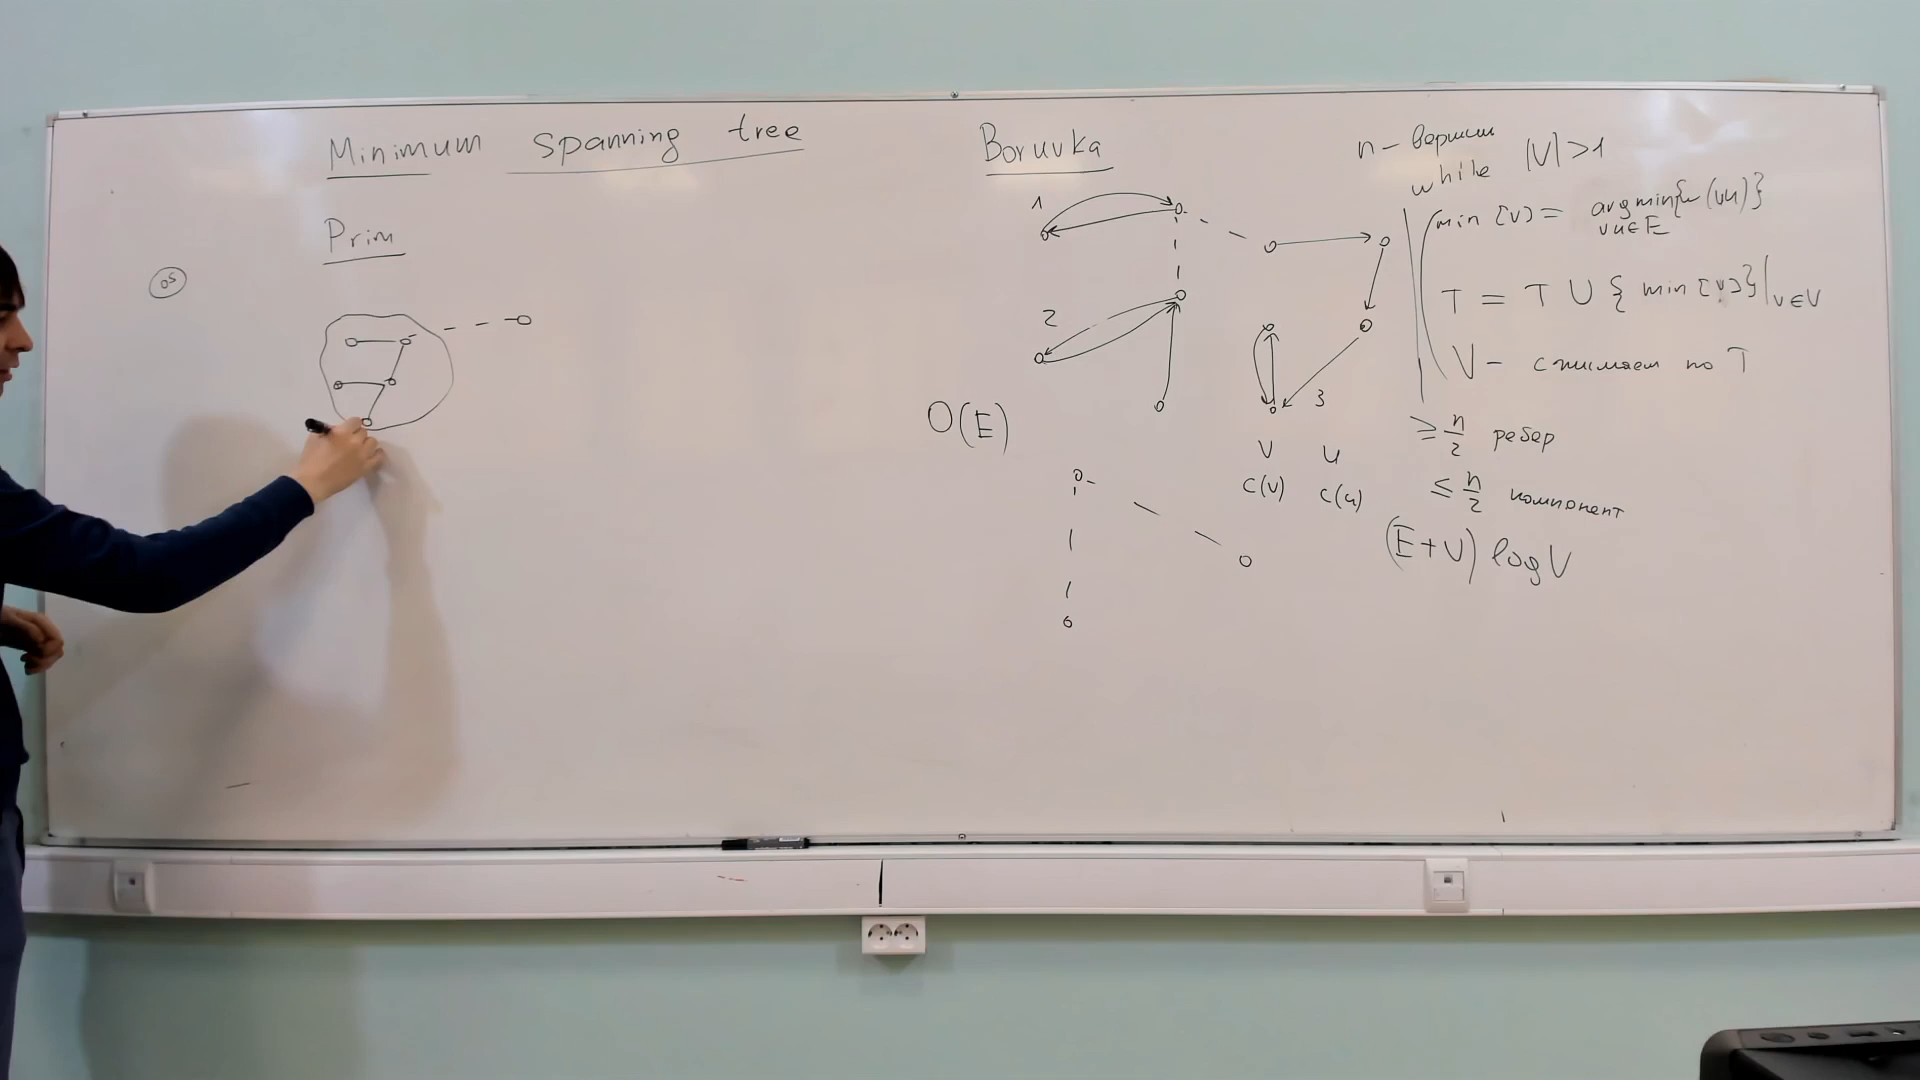 Minimum spanning tree
Prim
s
Boruvka
1
2
3
O(E)
v u
c(v) c(u)
n - вершин
while |V| > 1
min[v] = argmin{w(vu)}
vu∈E
T = T ∪ {min[v]}|v∈V
V - сжимаем по T
≥ n/2 ребер
≤ n/2 компонент
(E+V) log V